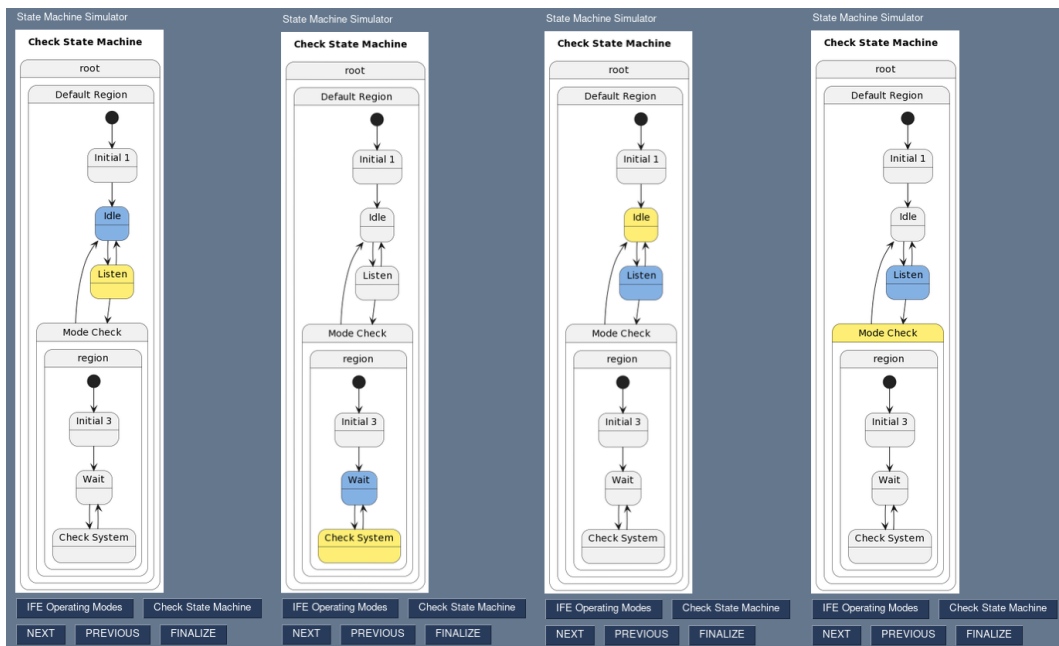 State Machine Simulator
Check State Machine
root
Default Region
Initial 1
Idle
Listen
Mode Check
region
Initial 3
Wait
Check System
IFE Operating Modes Check State Machine
NEXT PREVIOUS FINALIZE
State Machine Simulator
Check State Machine
root
Default Region
Initial 1
Idle
Listen
Mode Check
region
Initial 3
Wait
Check System
IFE Operating Modes Check State Machine
NEXT PREVIOUS FINALIZE
State Machine Simulator
Check State Machine
root
Default Region
Initial 1
Idle
Listen
Mode Check
region
Initial 3
Wait
Check System
IFE Operating Modes Check State Machine
NEXT PREVIOUS FINALIZE
State Machine Simulator
Check State Machine
root
Default Region
Initial 1
Idle
Listen
Mode Check
region
Initial 3
Wait
Check System
IFE Operating Modes Check State Machine
NEXT PREVIOUS FINALIZE